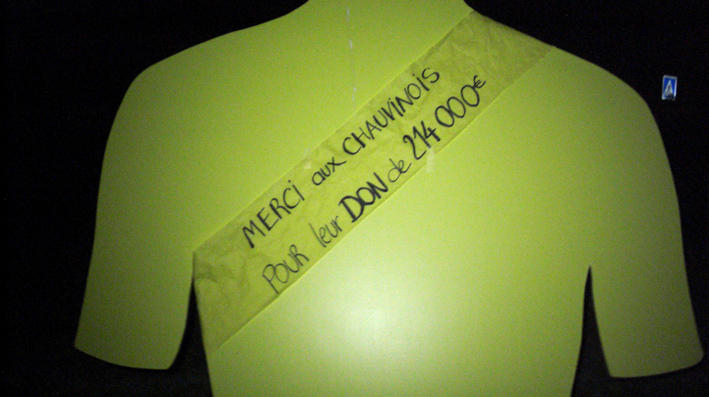 MERCI aux CHAUVINOIS
POUR leur DON de 214 000€